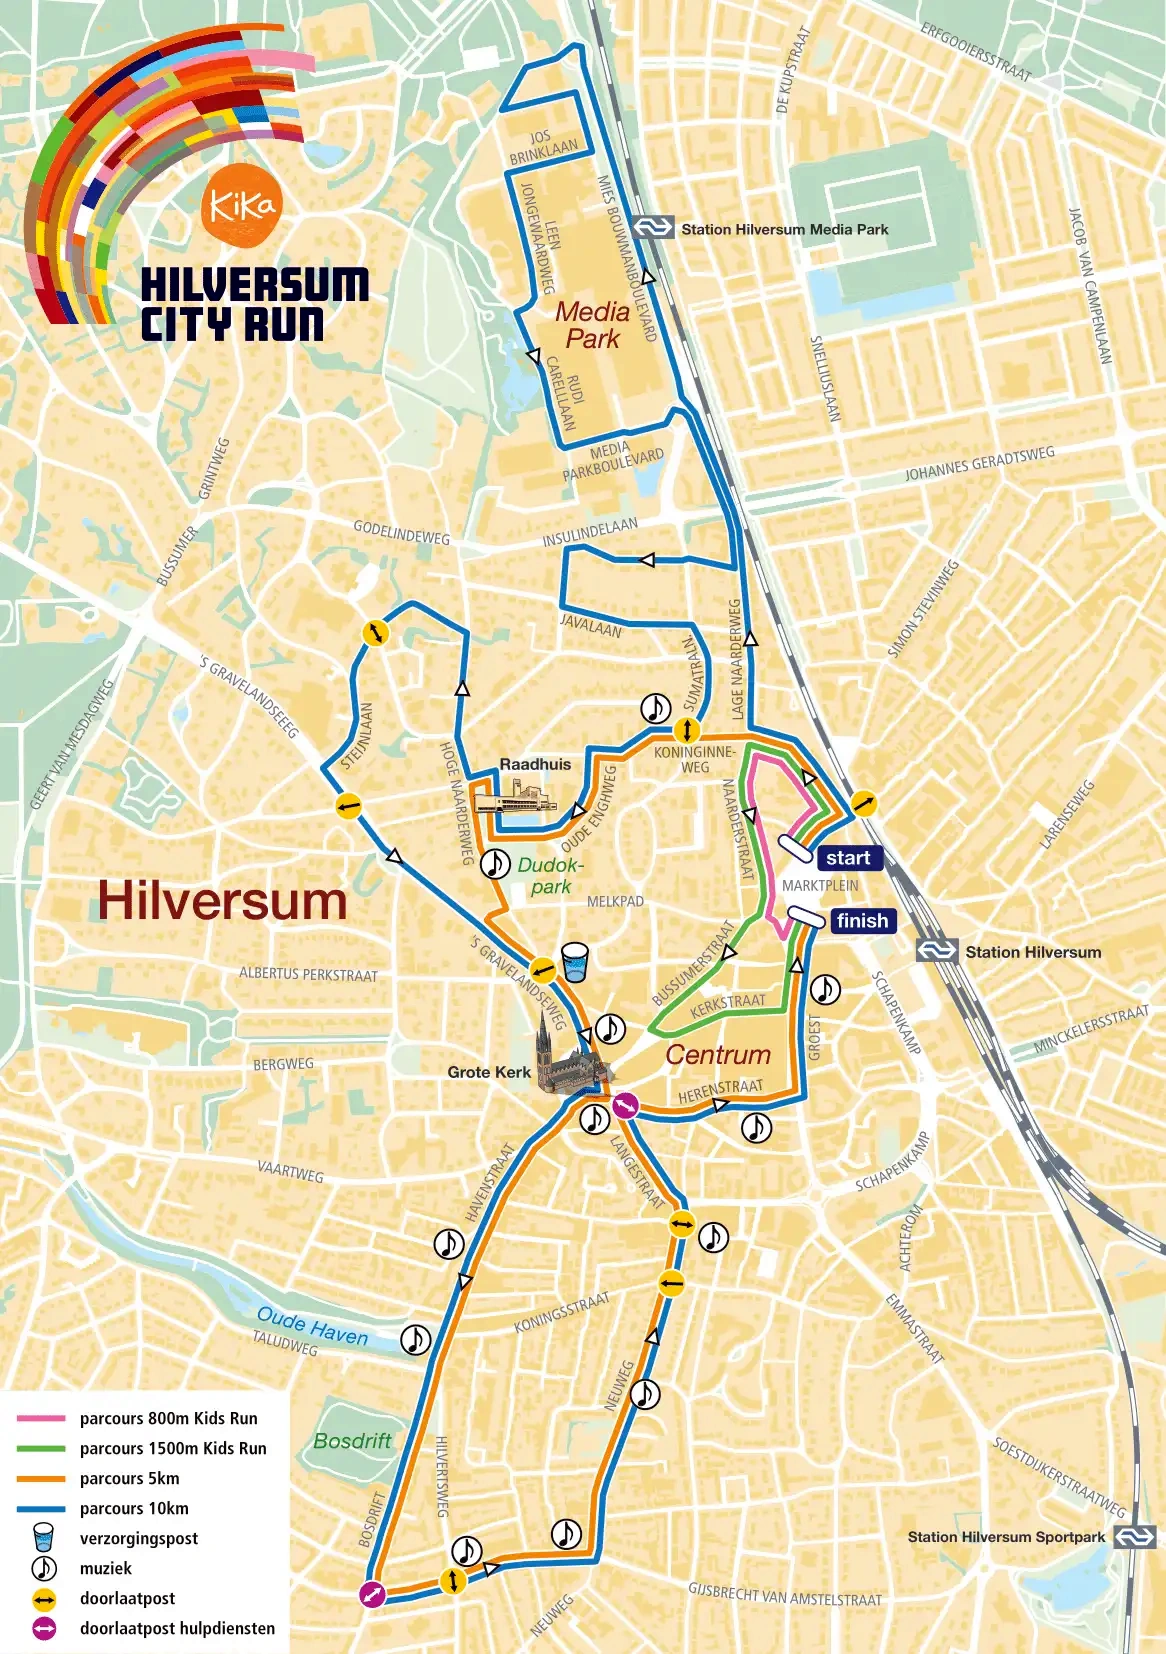 ERFGOOIERSSTRAAT
DE KUPSTRAAT
KiKa
HILVERSUM
CITY RUN
JOS
BRINKLAAN
LEEN
JONGEWAARDWEG
MIES BOUWMANBOULEVARD
Station Hilversum Media Park
JACOB VAN CAMPENLAAN
Media
Park
SNELLIUSLAAN
RUDI
CARELLLAAN
MEDIA
PARKBOULEVARD
JOHANNES GERADTSWEG
GRINTWEG
BUSSUMER
GODELINDEWEG
INSULINDELAAN
JAVALAAN
SUMATRALN.
LAGE NAARDERWEG
SIMON STEVINWEG
'S GRAVELANDSEEEG
GEERT VAN MESDAGWEG
STEIJNLAAN
HOGE NAARDERWEG
Raadhuis
OUDE ENGHWEG
KONINGINNE-
WEG
NAARDERSTRAAT
LARENSEWEG
start
Dudok-
park
MARKTPLEIN
Hilversum
MELKPAD
finish
'S GRAVELANDSEWEG
ALBERTUS PERKSTRAAT
BUSSUMERSTRAAT
KERKSTRAAT
Station Hilversum
SCHAPENKAMP
GROEST
MINCKELERSSTRAAT
BERGWEG
Grote Kerk
Centrum
HERENSTRAAT
VAARTWEG
HAVENSTRAAT
LANGESTRAAT
SCHAPENKAMP
ACHTEROM
Oude Haven
TALUDWEG
KONINGSSTRAAT
EMMASTRAAT
NEUWEG
Bosdrift
HILVERTSWEG
BOSDRIFT
SOESTDIJKERSTRAATWEG
Station Hilversum Sportpark
GIJSBRECHT VAN AMSTELSTRAAT
NEUWEG
parcours 800m Kids Run
parcours 1500m Kids Run
parcours 5km
parcours 10km
verzorgingspost
muziek
doorlaatpost
doorlaatpost hulpdiensten